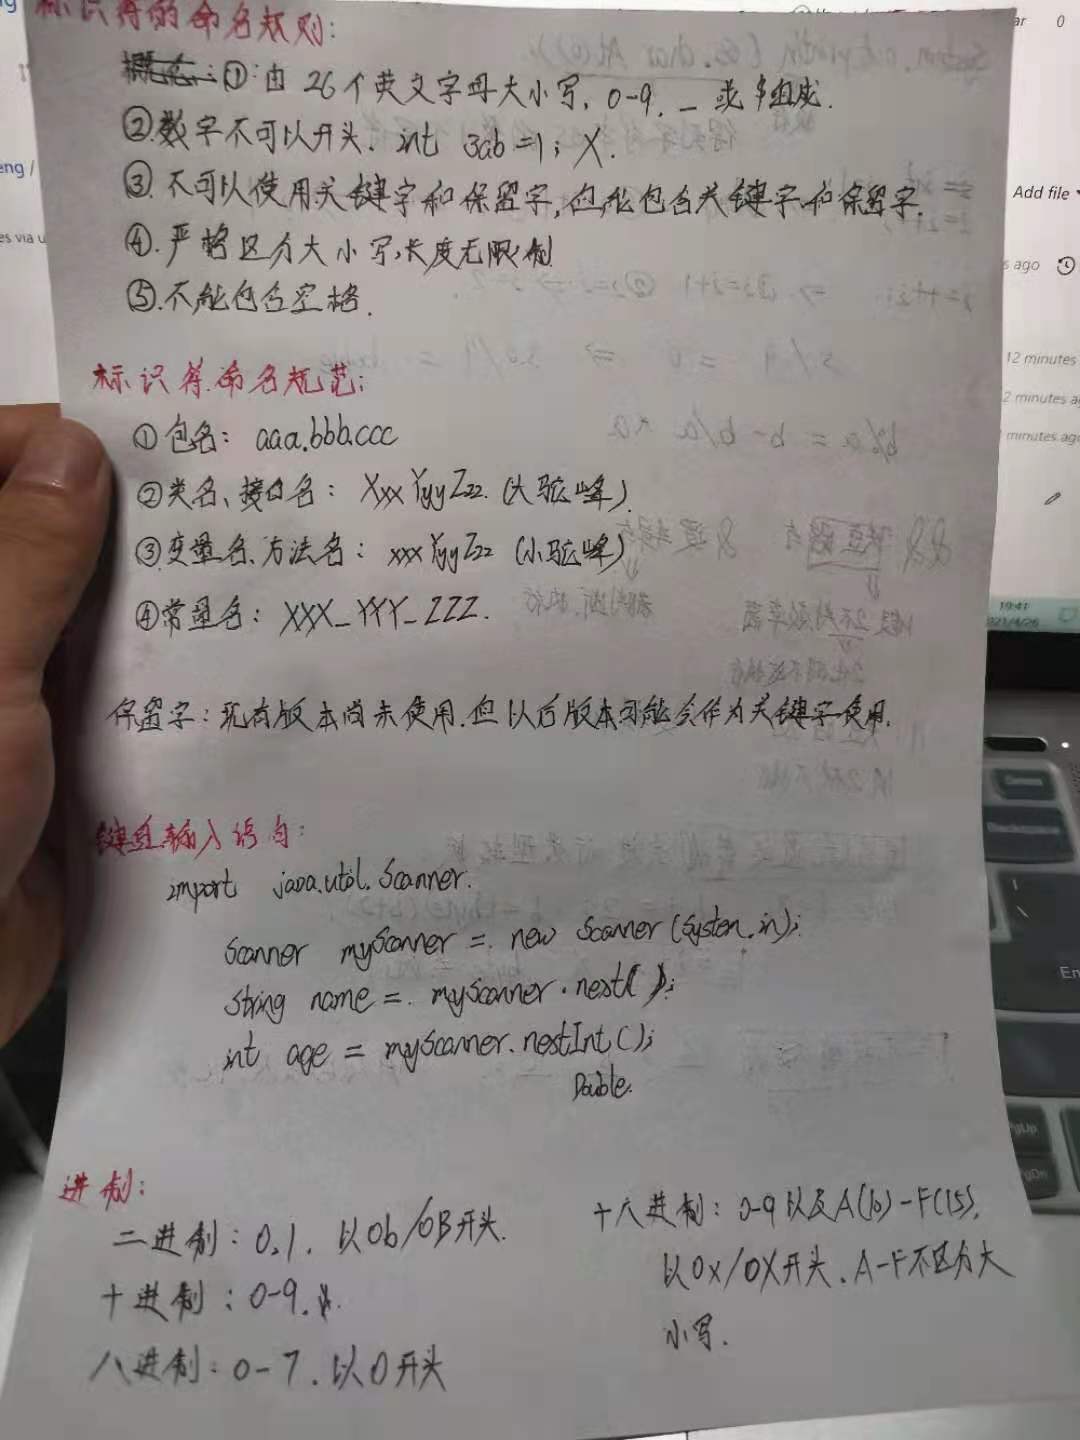 标识符的命名规则:
①:由26个英文字母大小写,0-9,_或$组成.
②.数字不可以开头. int 3ab=1; X.
③.不可以使用关键字和保留字,但能包含关键字和保留字.
④.严格区分大小写,长度无限制
⑤.不能包含空格.
标识符命名规范:
①包名: aaa.bbb.ccc
②类名、接口名: XxxYyyZzz.(大驼峰)
③变量名、方法名: xxxYyyZzz (小驼峰)
④常量名: XXX_YYY_ZZZ.
保留字:现有版本尚未使用.但以后版本可能会作为关键字使用.
键盘输入语句:
import java.util.Scanner.
Scanner myScanner = new Scanner(System.in);
String name = myScanner.nest();
int age = myScanner.nestInt();
Double.
进制:
二进制: 0,1. 以0b/0B开头.
十进制: 0-9.
八进制: 0-7. 以0开头
十六进制: 0-9以及A(10)-F(15).
以0x/0X开头. A-F不区分大
小写.
Add file
ar 0
s ago
12 minutes
2 minutes a
minutes ago
eng /
es via u
19:41
2021/4/26
Backspace
En
PgUp
PgDn